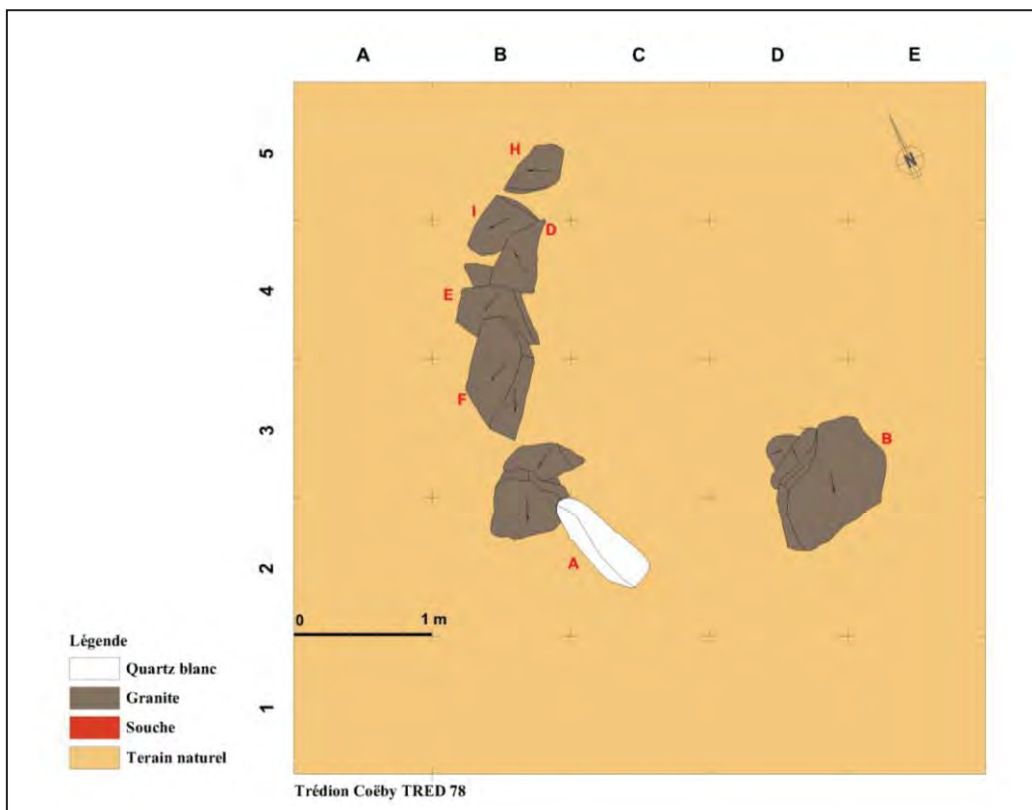 A B C D E
5
4
3
2
1
N
H
I
D
E
F
B
A
0 1 m
Légende
Quartz blanc
Granite
Souche
Terain naturel
Trédion Coëby TRED 78